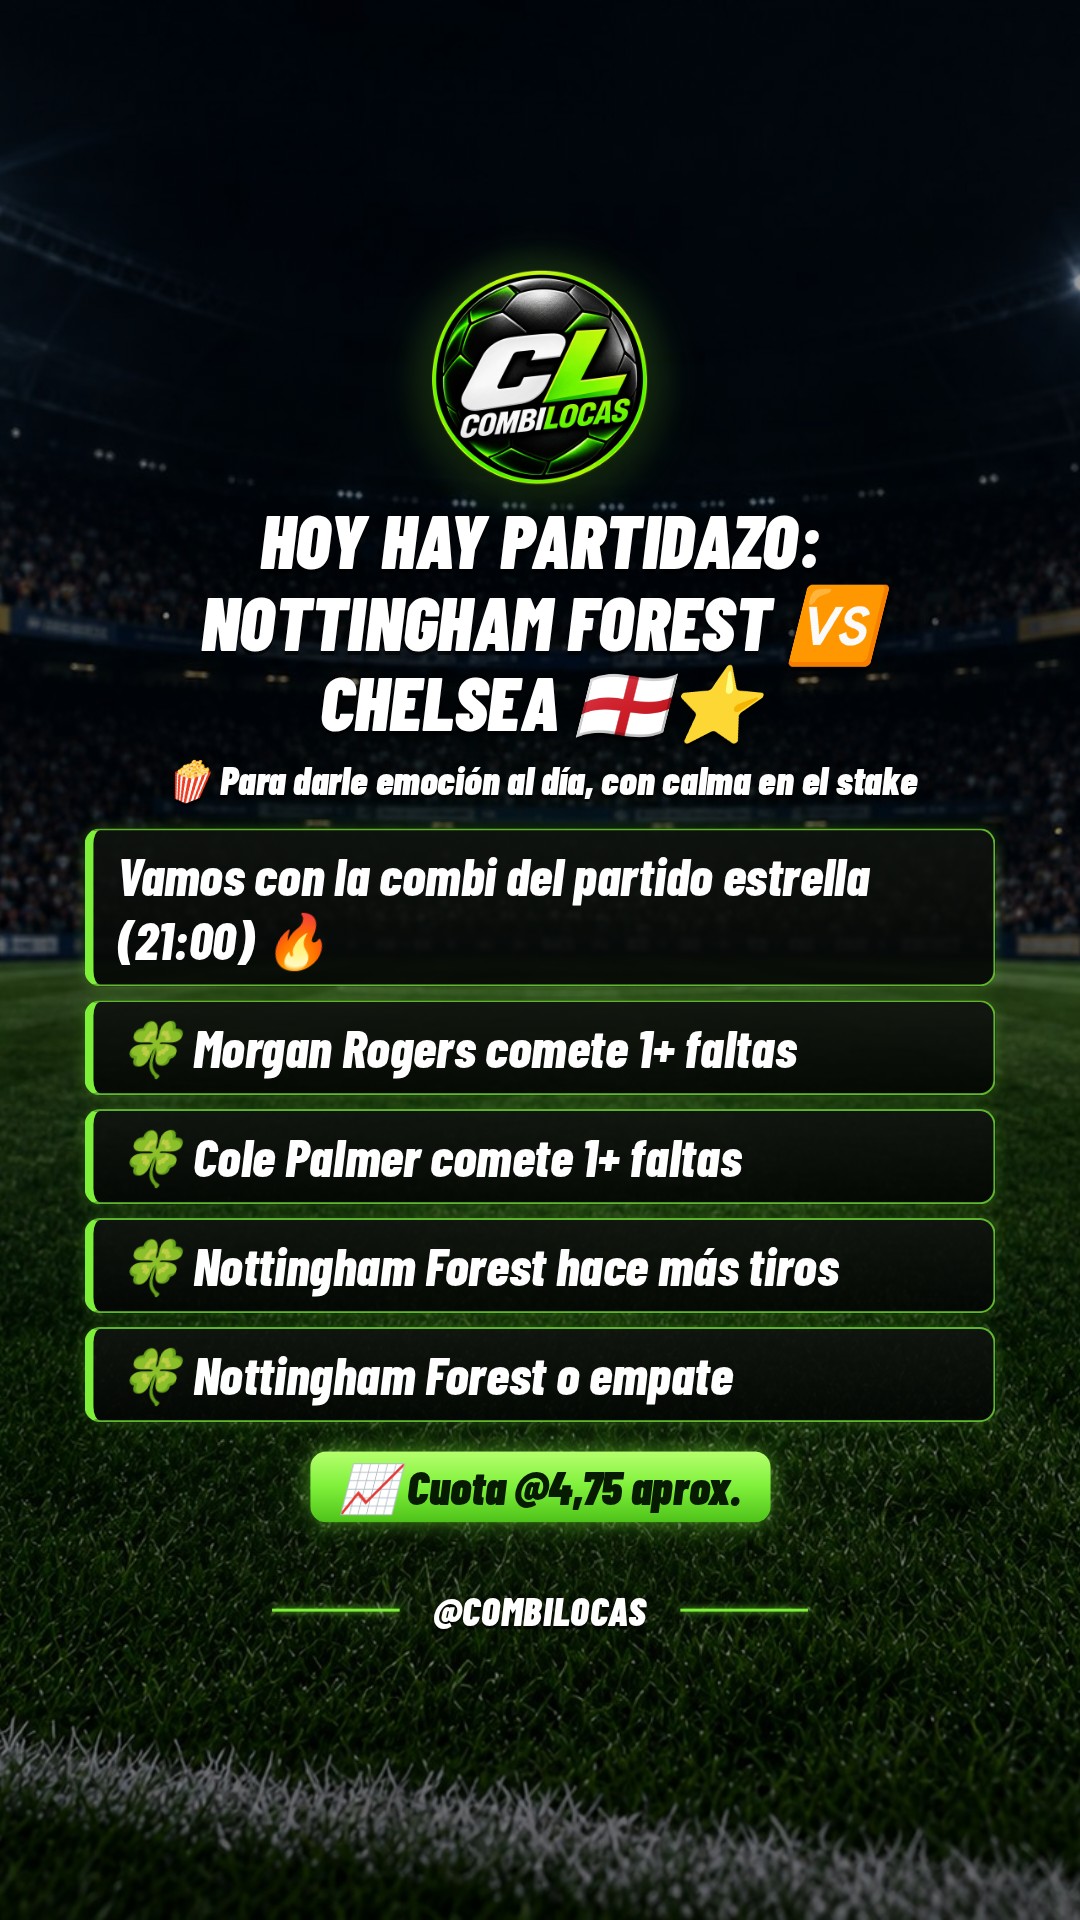 CL
COMBILOCAS
HOY HAY PARTIDAZO:
NOTTINGHAM FOREST 🆚
CHELSEA 🏴󠁧󠁢󠁥󠁮󠁧󠁿⭐
🍿 Para darle emoción al día, con calma en el stake
Vamos con la combi del partido estrella
(21:00) 🔥
🍀 Morgan Rogers comete 1+ faltas
🍀 Cole Palmer comete 1+ faltas
🍀 Nottingham Forest hace más tiros
🍀 Nottingham Forest o empate
📈 Cuota @4,75 aprox.
@COMBILOCAS